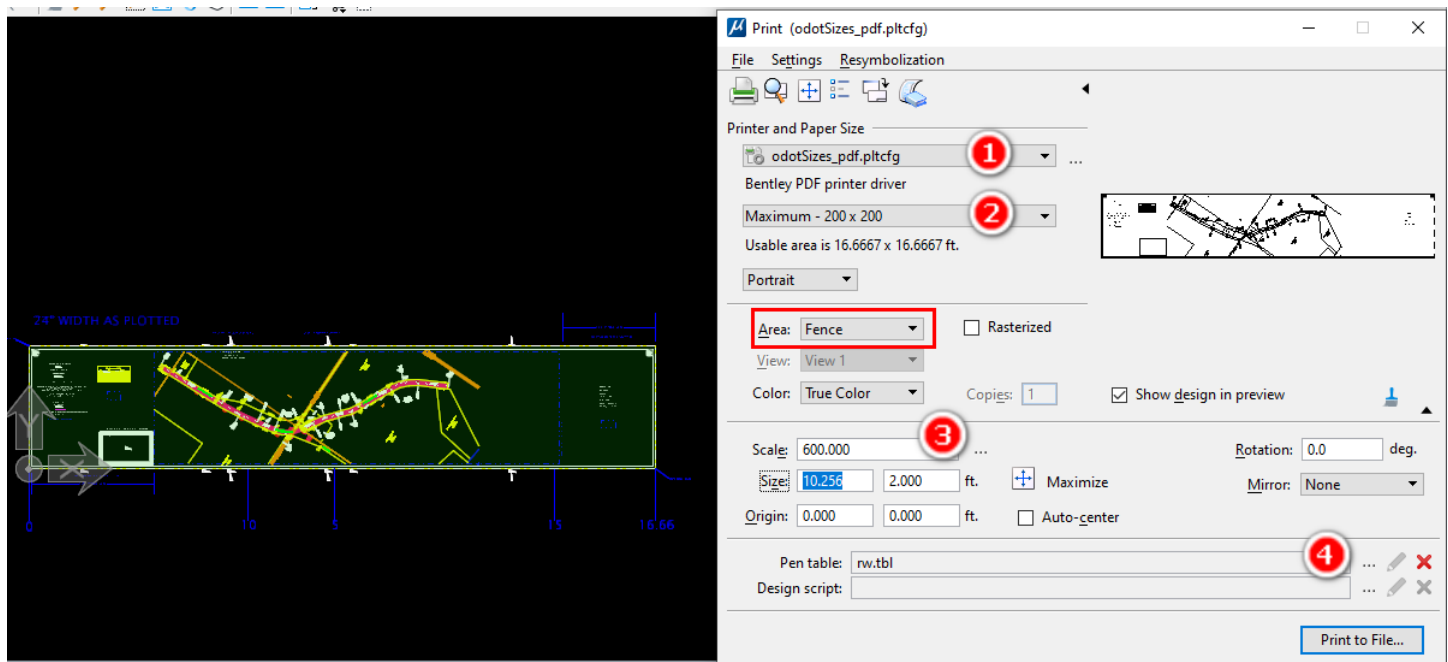 Print (odotSizes_pdf.pltcfg)
File Settings Resymbolization
Printer and Paper Size
odotSizes_pdf.pltcfg
1
...
Bentley PDF printer driver
Maximum - 200 x 200
2
Usable area is 16.6667 x 16.6667 ft.
Portrait
Area: Fence
Rasterized
View: View 1
Color: True Color
Copies: 1
Show design in preview
3
Scale: 600.000
...
Rotation: 0.0 deg.
Size: 10.256 2.000 ft.
Maximize
Mirror: None
Origin: 0.000 0.000 ft.
Auto-center
Pen table: rw.tbl
4
...
Design script:
...
Print to File...
24" WIDTH AS PLOTTED
Y
X
0 10 5 15 16.66